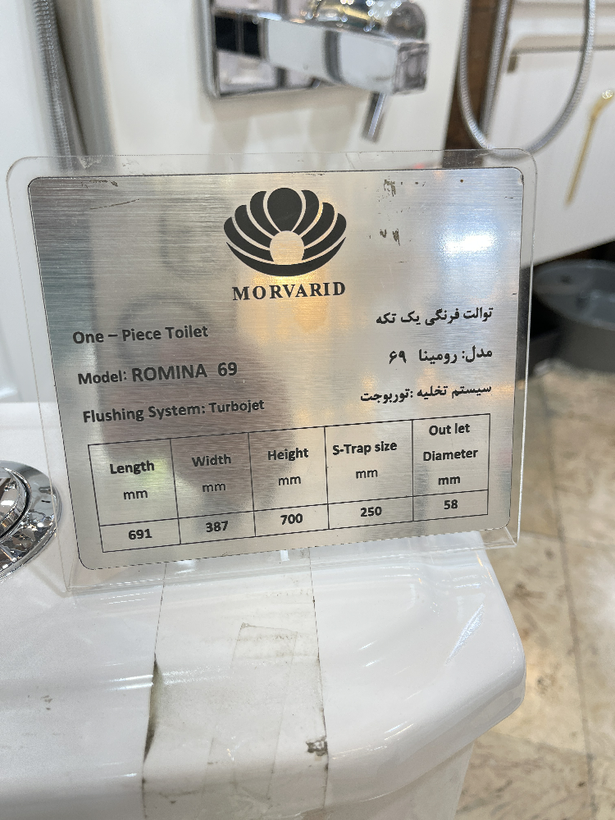 MORVARID
One – Piece Toilet
توالت فرنگی یک تکه
Model: ROMINA 69
مدل: رومینا ۶۹
Flushing System: Turbojet
سیستم تخلیه :توربوجت
Length mm
Width mm
Height mm
S-Trap size mm
Out let Diameter mm
691
387
700
250
58